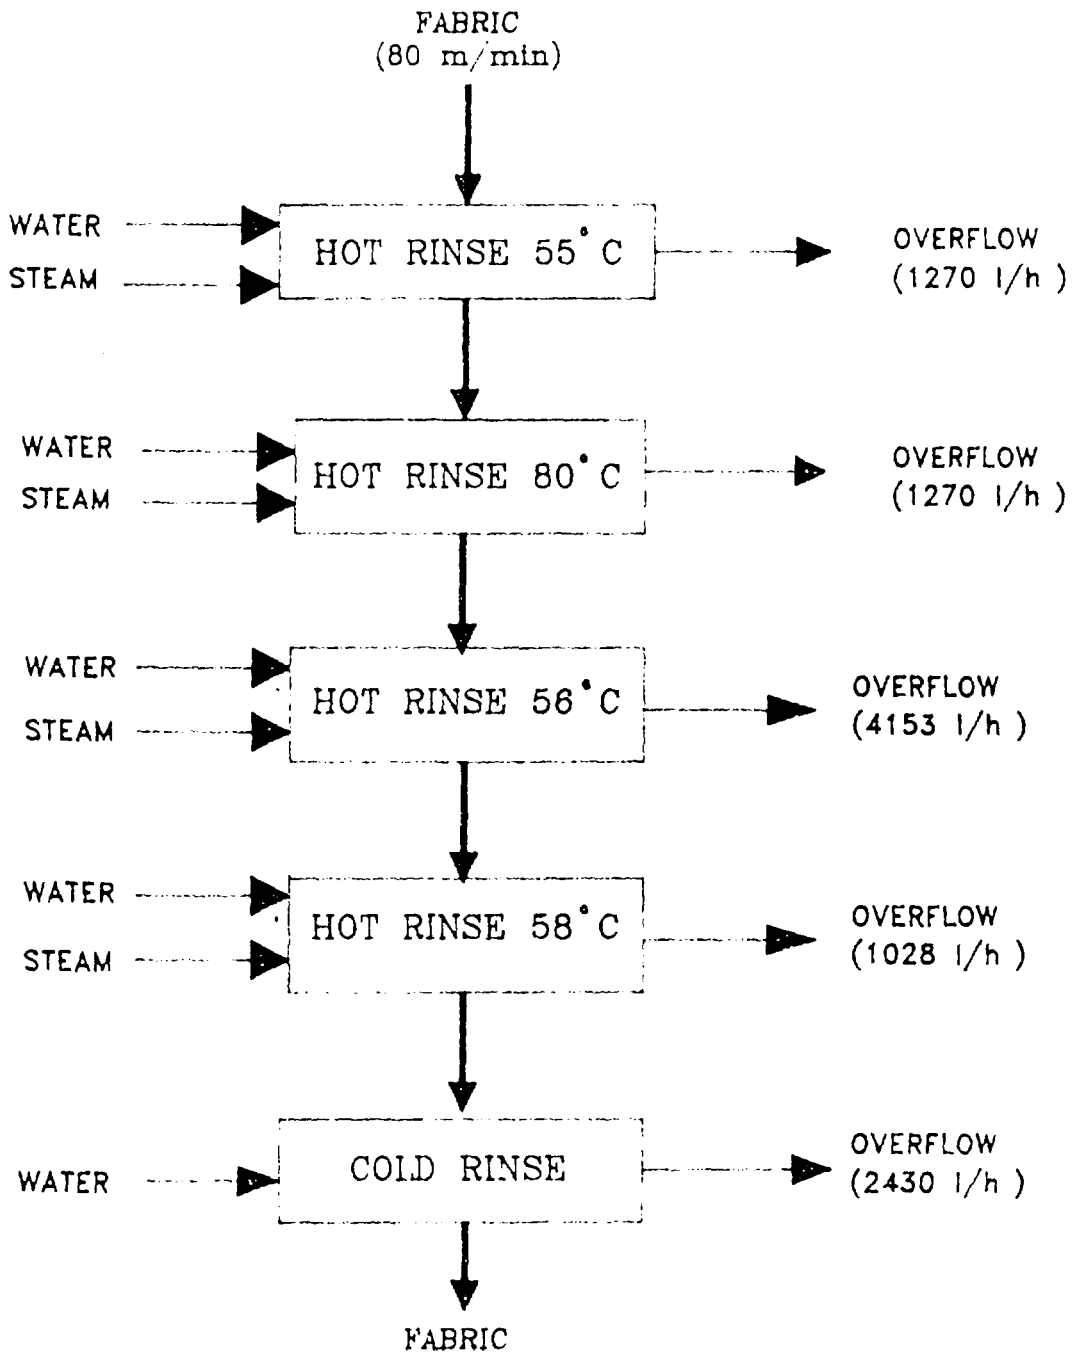 FABRIC
(80 m/min)
WATER
STEAM
HOT RINSE 55°C
OVERFLOW
(1270 l/h )
WATER
STEAM
HOT RINSE 80°C
OVERFLOW
(1270 l/h )
WATER
STEAM
HOT RINSE 56°C
OVERFLOW
(4153 l/h )
WATER
STEAM
HOT RINSE 58°C
OVERFLOW
(1028 l/h )
WATER
COLD RINSE
OVERFLOW
(2430 l/h )
FABRIC